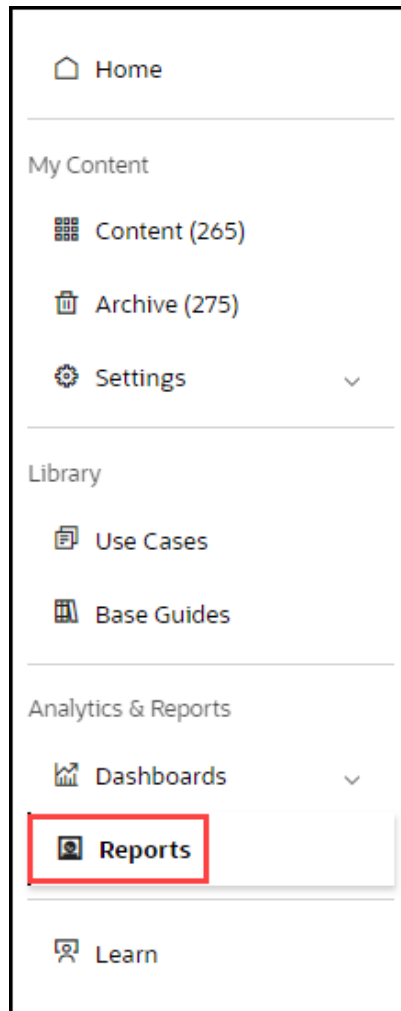 Home
My Content
Content (265)
Archive (275)
Settings
Library
Use Cases
Base Guides
Analytics & Reports
Dashboards
Reports
Learn